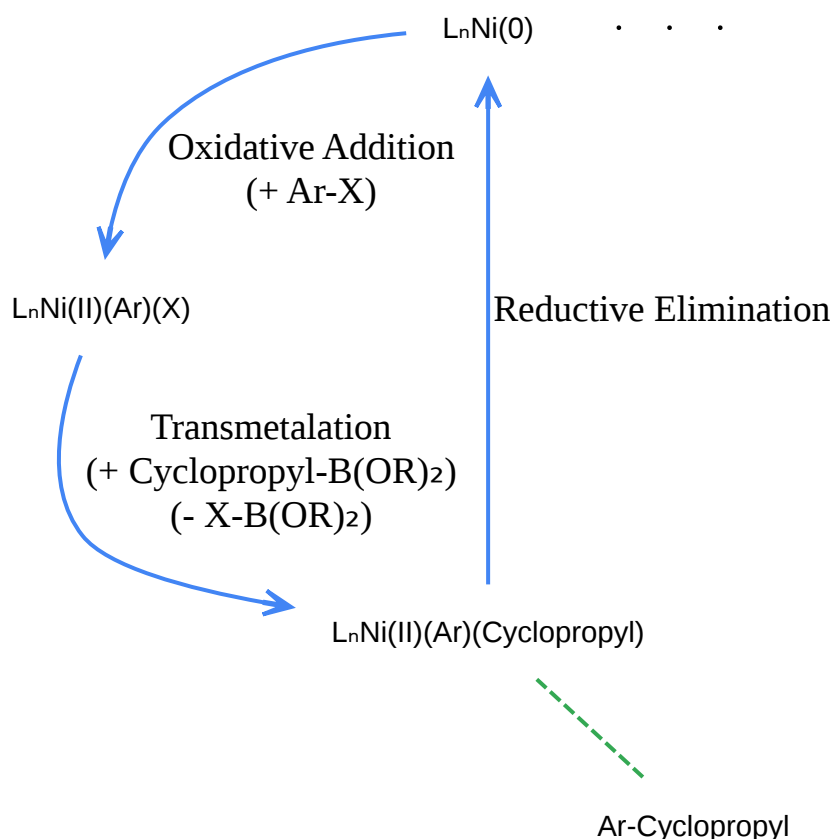 LₙNi(0) · · ·
Oxidative Addition
(+ Ar-X)
LₙNi(II)(Ar)(X)
Reductive Elimination
Transmetalation
(+ Cyclopropyl-B(OR)₂)
(- X-B(OR)₂)
LₙNi(II)(Ar)(Cyclopropyl)
Ar-Cyclopropyl